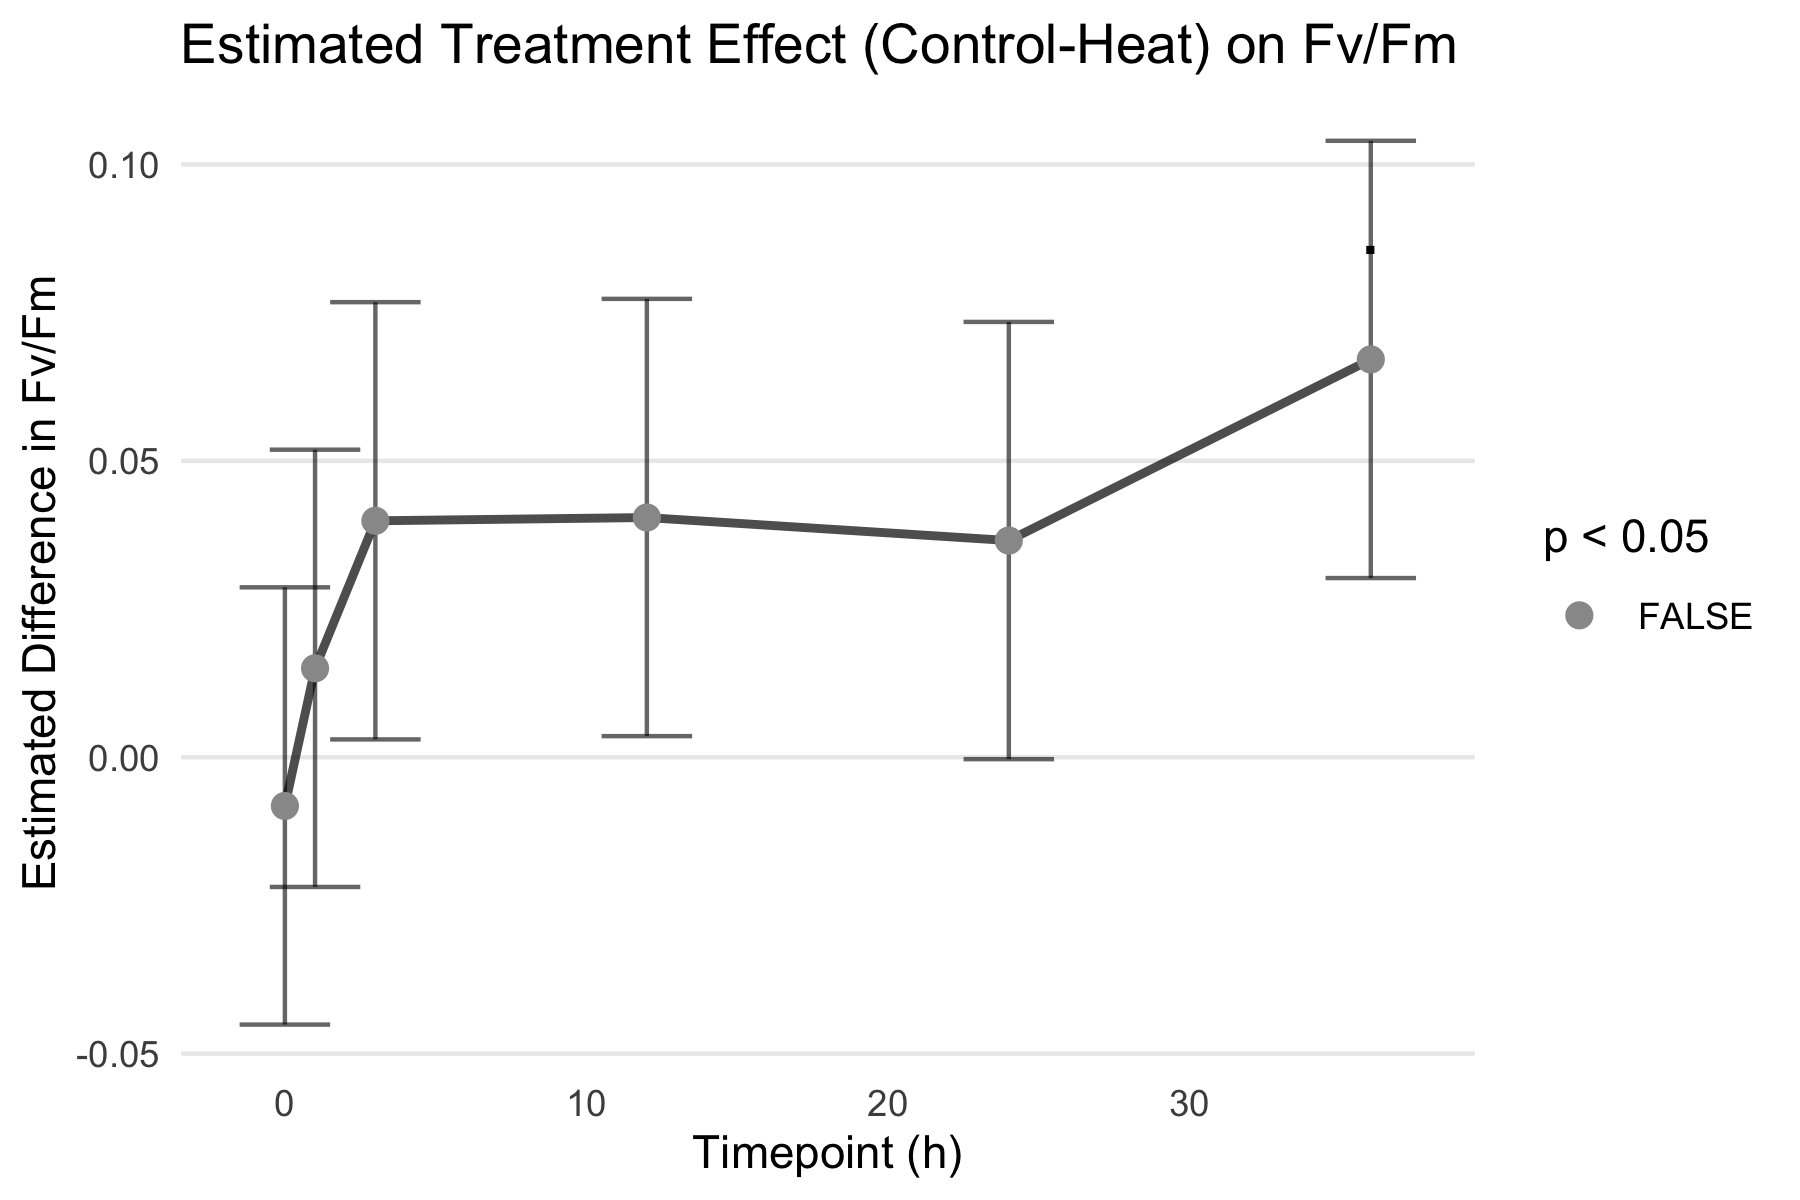 Estimated Treatment Effect (Control-Heat) on Fv/Fm
Estimated Difference in Fv/Fm
0.10
0.05
0.00
-0.05
.
0
10
20
30
Timepoint (h)
p < 0.05
FALSE